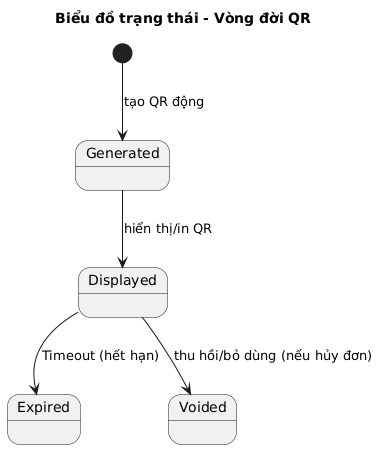 Biểu đồ trạng thái - Vòng đời QR
tạo QR động
Generated
hiển thị/in QR
Displayed
Timeout (hết hạn)
thu hồi/bỏ dùng (nếu hủy đơn)
Expired
Voided